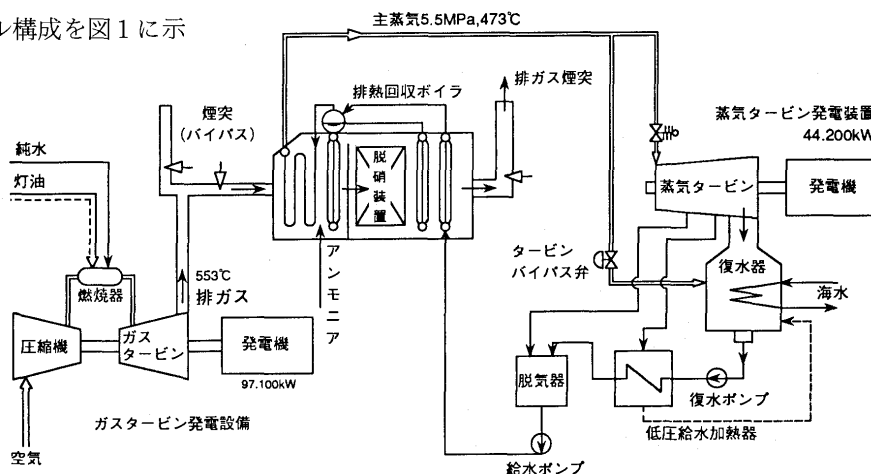 ル構成を図1に示
主蒸気5.5MPa,473℃
排ガス煙突
煙突
(バイパス)
排熱回収ボイラ
蒸気タービン発電装置
44.200kW
純水
灯油
脱硝装置
蒸気タービン
発電機
アンモニア
タービン
バイパス弁
復水器
海水
553℃
排ガス
燃焼器
圧縮機
ガス
タービン
発電機
97.100kW
脱気器
復水ポンプ
低圧給水加熱器
ガスタービン発電設備
空気
給水ポンプ